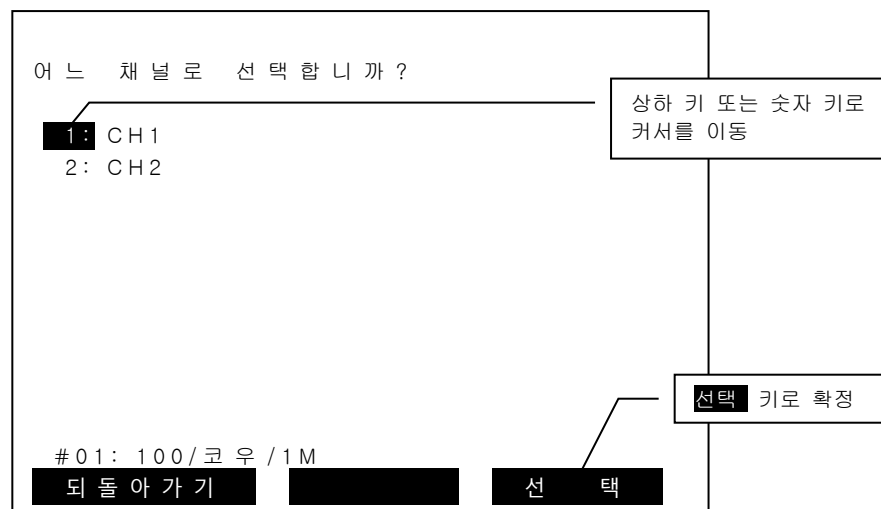 어느 채널로 선택합니까?
상하 키 또는 숫자 키로
커서를 이동
1: CH1
2: CH2
선택 키로 확정
#01: 100/코우/1M
되돌아가기
선 택